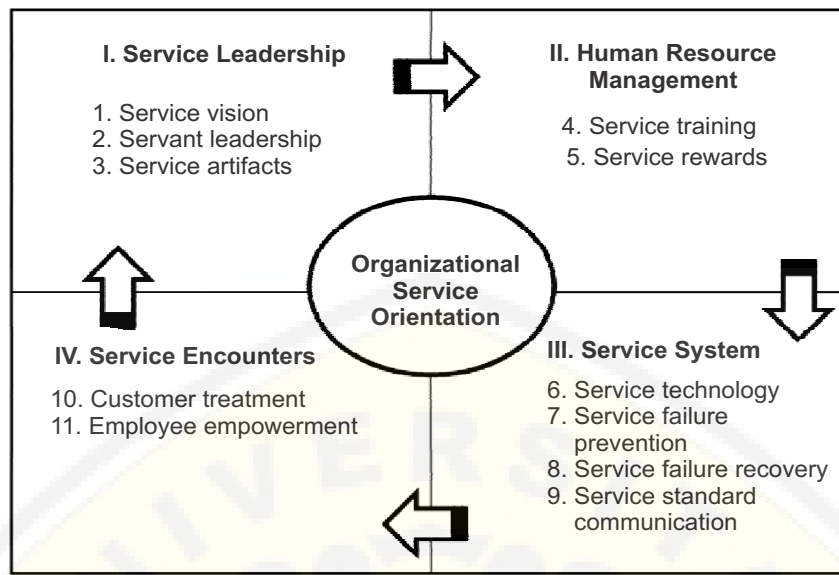 I. Service Leadership
1. Service vision
2. Servant leadership
3. Service artifacts
II. Human Resource
Management
4. Service training
5. Service rewards
Organizational
Service
Orientation
IV. Service Encounters
10. Customer treatment
11. Employee empowerment
III. Service System
6. Service technology
7. Service failure
prevention
8. Service failure recovery
9. Service standard
communication